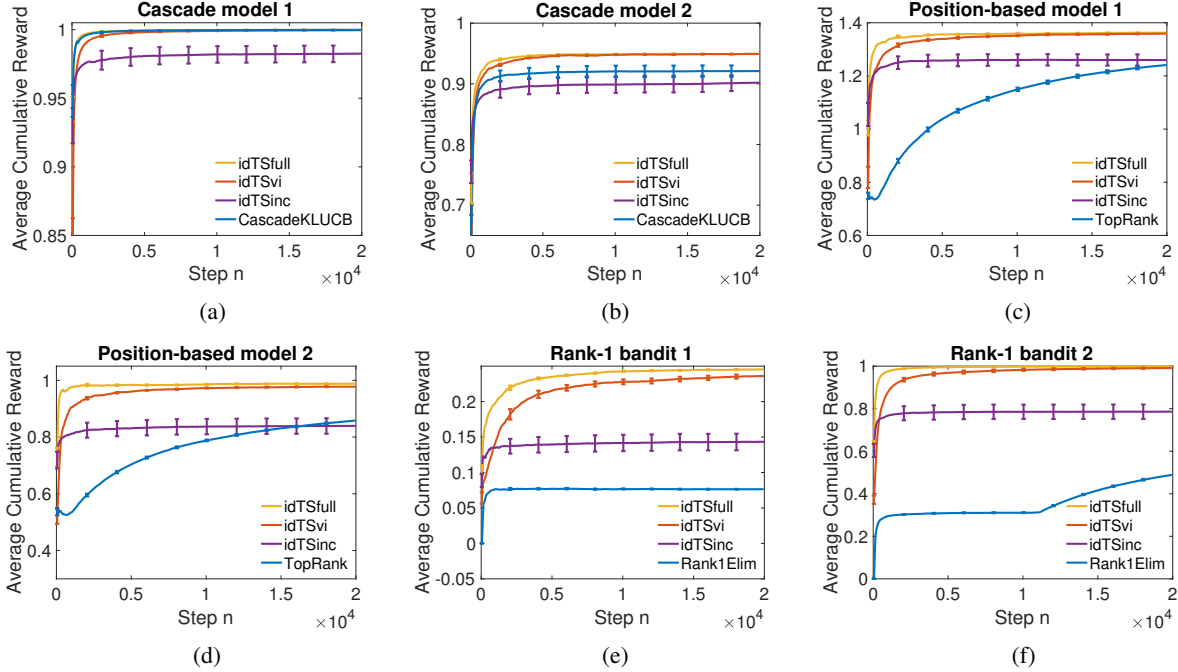 Cascade model 1
Average Cumulative Reward
1
0.95
0.9
0.85
idTSfull
idTSvi
idTSinc
CascadeKLUCB
0 0.5 1 1.5 2
Step n
×10^4
(a)
Cascade model 2
Average Cumulative Reward
1
0.9
0.8
0.7
idTSfull
idTSvi
idTSinc
CascadeKLUCB
0 0.5 1 1.5 2
Step n
×10^4
(b)
Position-based model 1
Average Cumulative Reward
1.4
1.2
1
0.8
0.6
idTSfull
idTSvi
idTSinc
TopRank
0 0.5 1 1.5 2
Step n
×10^4
(c)
Position-based model 2
Average Cumulative Reward
1
0.8
0.6
0.4
idTSfull
idTSvi
idTSinc
TopRank
0 0.5 1 1.5 2
Step n
×10^4
(d)
Rank-1 bandit 1
Average Cumulative Reward
0.2
0.15
0.1
0.05
0
-0.05
idTSfull
idTSvi
idTSinc
Rank1Elim
0 0.5 1 1.5 2
Step n
×10^4
(e)
Rank-1 bandit 2
Average Cumulative Reward
1
0.8
0.6
0.4
0.2
0
idTSfull
idTSvi
idTSinc
Rank1Elim
0 0.5 1 1.5 2
Step n
×10^4
(f)